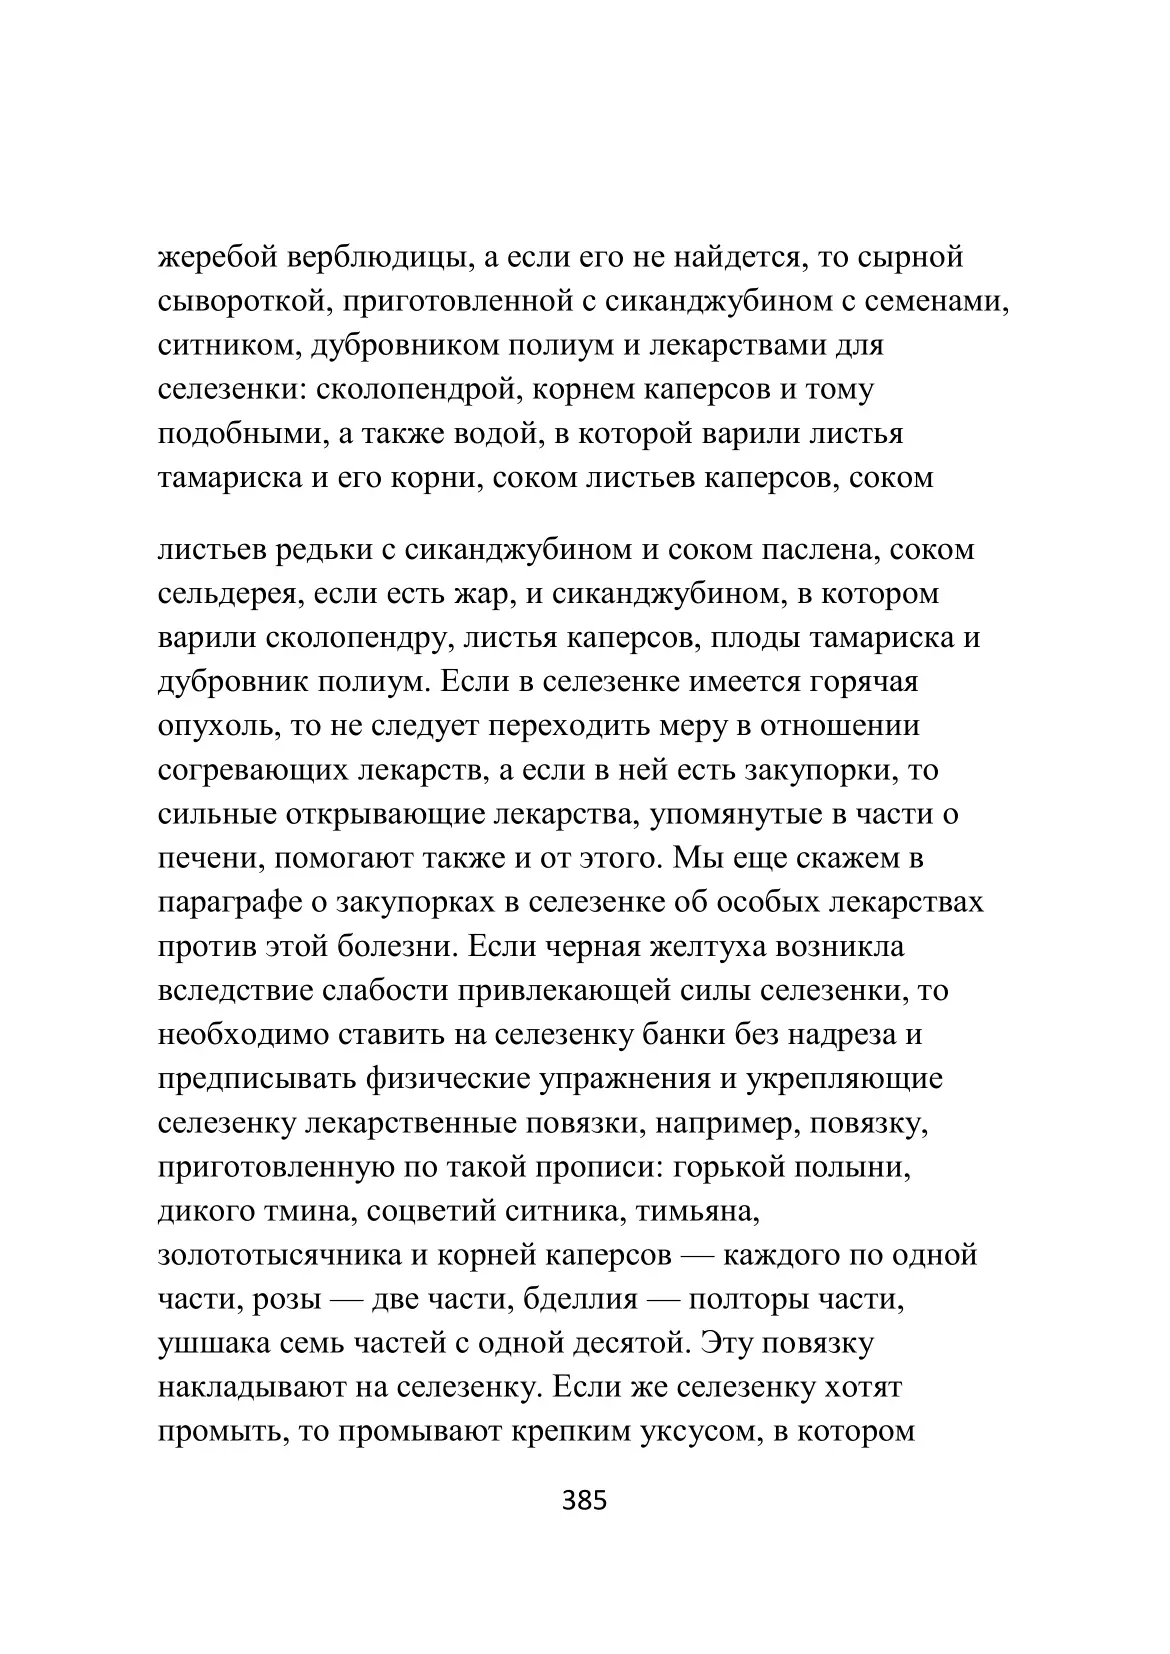 жеребой верблюдицы, а если его не найдется, то сырной
сывороткой, приготовленной с сиканджубином с семенами,
ситником, дубровником полиум и лекарствами для
селезенки: сколопендрой, корнем каперсов и тому
подобными, а также водой, в которой варили листья
тамариска и его корни, соком листьев каперсов, соком
листьев редьки с сиканджубином и соком паслена, соком
сельдерея, если есть жар, и сиканджубином, в котором
варили сколопендру, листья каперсов, плоды тамариска и
дубровник полиум. Если в селезенке имеется горячая
опухоль, то не следует переходить меру в отношении
согревающих лекарств, а если в ней есть закупорки, то
сильные открывающие лекарства, упомянутые в части о
печени, помогают также и от этого. Мы еще скажем в
параграфе о закупорках в селезенке об особых лекарствах
против этой болезни. Если черная желтуха возникла
вследствие слабости привлекающей силы селезенки, то
необходимо ставить на селезенку банки без надреза и
предписывать физические упражнения и укрепляющие
селезенку лекарственные повязки, например, повязку,
приготовленную по такой прописи: горькой полыни,
дикого тмина, соцветий ситника, тимьяна,
золототысячника и корней каперсов — каждого по одной
части, розы — две части, бделлия — полторы части,
ушшака семь частей с одной десятой. Эту повязку
накладывают на селезенку. Если же селезенку хотят
промыть, то промывают крепким уксусом, в котором
385